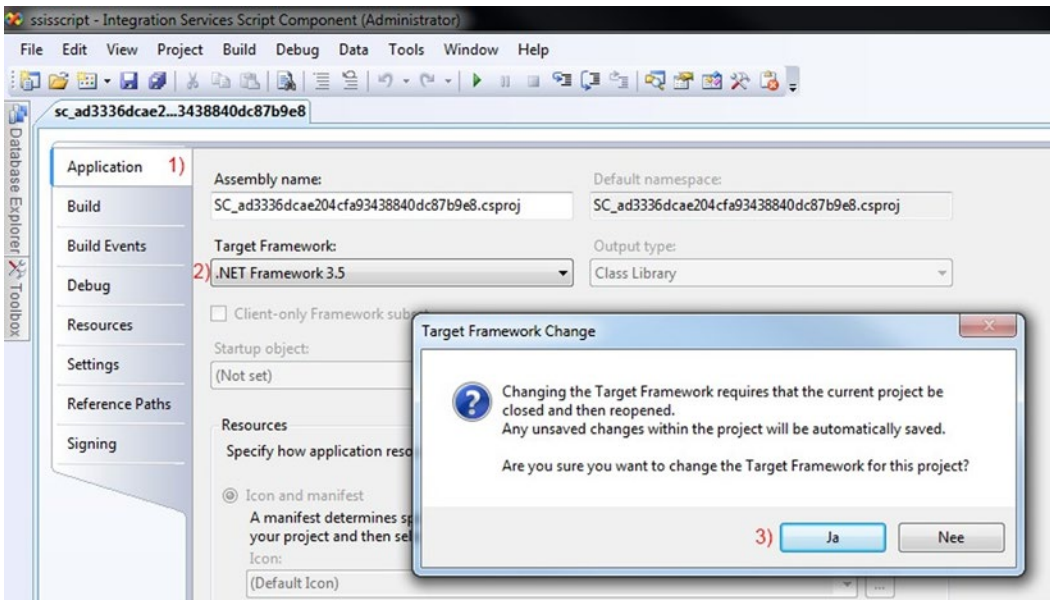 ssisscript - Integration Services Script Component (Administrator)
File Edit View Project Build Debug Data Tools Window Help
sc_ad3336dcae2...3438840dc87b9e8
Database Explorer
Toolbox
Application 1)
Build
Build Events
Debug
Resources
Settings
Reference Paths
Signing
Assembly name:
SC_ad3336dcae204cfa93438840dc87b9e8.csproj
Default namespace:
SC_ad3336dcae204cfa93438840dc87b9e8.csproj
Target Framework:
2) .NET Framework 3.5
Output type:
Class Library
Client-only Framework
Startup object:
(Not set)
Resources
Specify how application
Icon and manifest
A manifest determines
your project and then
Icon:
(Default Icon)
...
Target Framework Change
Changing the Target Framework requires that the current project be
closed and then reopened.
Any unsaved changes within the project will be automatically saved.
Are you sure you want to change the Target Framework for this project?
3) Ja
Nee